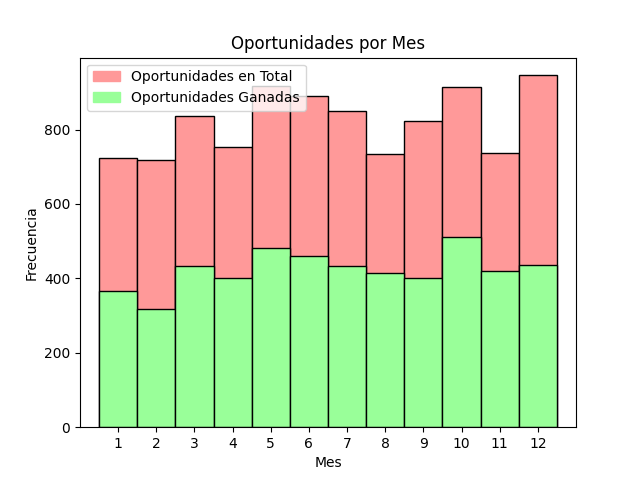 Oportunidades por Mes
Oportunidades en Total
Oportunidades Ganadas
800
600
400
200
0
Frecuencia
1 2 3 4 5 6 7 8 9 10 11 12
Mes